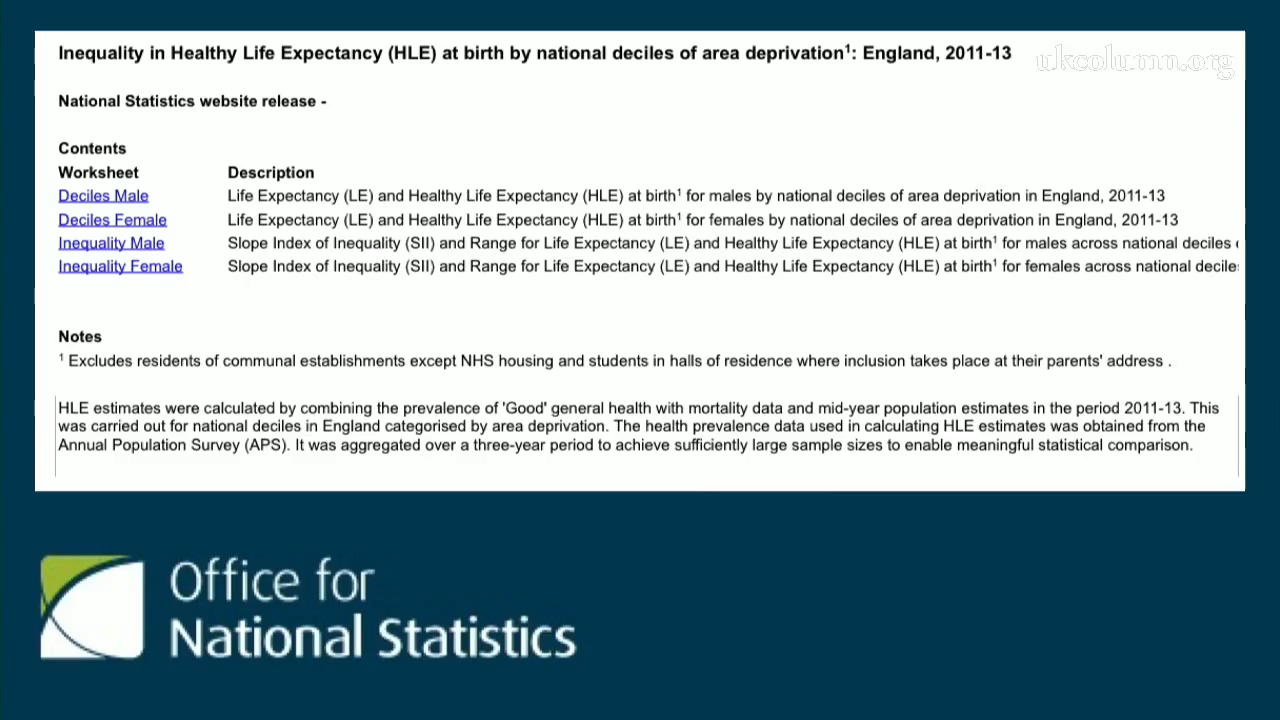 Inequality in Healthy Life Expectancy (HLE) at birth by national deciles of area deprivation¹: England, 2011-13
ukcolumn.org
National Statistics website release -
Contents
Worksheet Description
Deciles Male Life Expectancy (LE) and Healthy Life Expectancy (HLE) at birth¹ for males by national deciles of area deprivation in England, 2011-13
Deciles Female Life Expectancy (LE) and Healthy Life Expectancy (HLE) at birth¹ for females by national deciles of area deprivation in England, 2011-13
Inequality Male Slope Index of Inequality (SII) and Range for Life Expectancy (LE) and Healthy Life Expectancy (HLE) at birth¹ for males across national deciles
Inequality Female Slope Index of Inequality (SII) and Range for Life Expectancy (LE) and Healthy Life Expectancy (HLE) at birth¹ for females across national decile
Notes
¹ Excludes residents of communal establishments except NHS housing and students in halls of residence where inclusion takes place at their parents' address .
HLE estimates were calculated by combining the prevalence of 'Good' general health with mortality data and mid-year population estimates in the period 2011-13. This
was carried out for national deciles in England categorised by area deprivation. The health prevalence data used in calculating HLE estimates was obtained from the
Annual Population Survey (APS). It was aggregated over a three-year period to achieve sufficiently large sample sizes to enable meaningful statistical comparison.
Office for
National Statistics